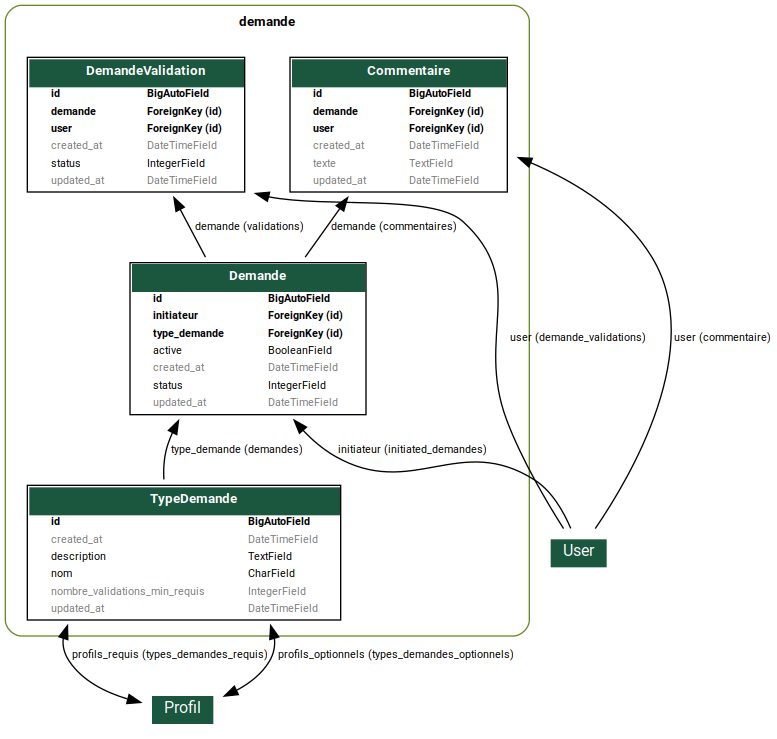 demande
DemandeValidation
id BigAutoField
demande ForeignKey (id)
user ForeignKey (id)
created_at DateTimeField
status IntegerField
updated_at DateTimeField
Commentaire
id BigAutoField
demande ForeignKey (id)
user ForeignKey (id)
created_at DateTimeField
texte TextField
updated_at DateTimeField
demande (validations)
demande (commentaires)
Demande
id BigAutoField
initiateur ForeignKey (id)
type_demande ForeignKey (id)
active BooleanField
created_at DateTimeField
status IntegerField
updated_at DateTimeField
user (demande_validations)
user (commentaire)
type_demande (demandes)
initiateur (initiated_demandes)
TypeDemande
id BigAutoField
created_at DateTimeField
description TextField
nom CharField
nombre_validations_min_requis IntegerField
updated_at DateTimeField
User
profils_requis (types_demandes_requis)
profils_optionnels (types_demandes_optionnels)
Profil